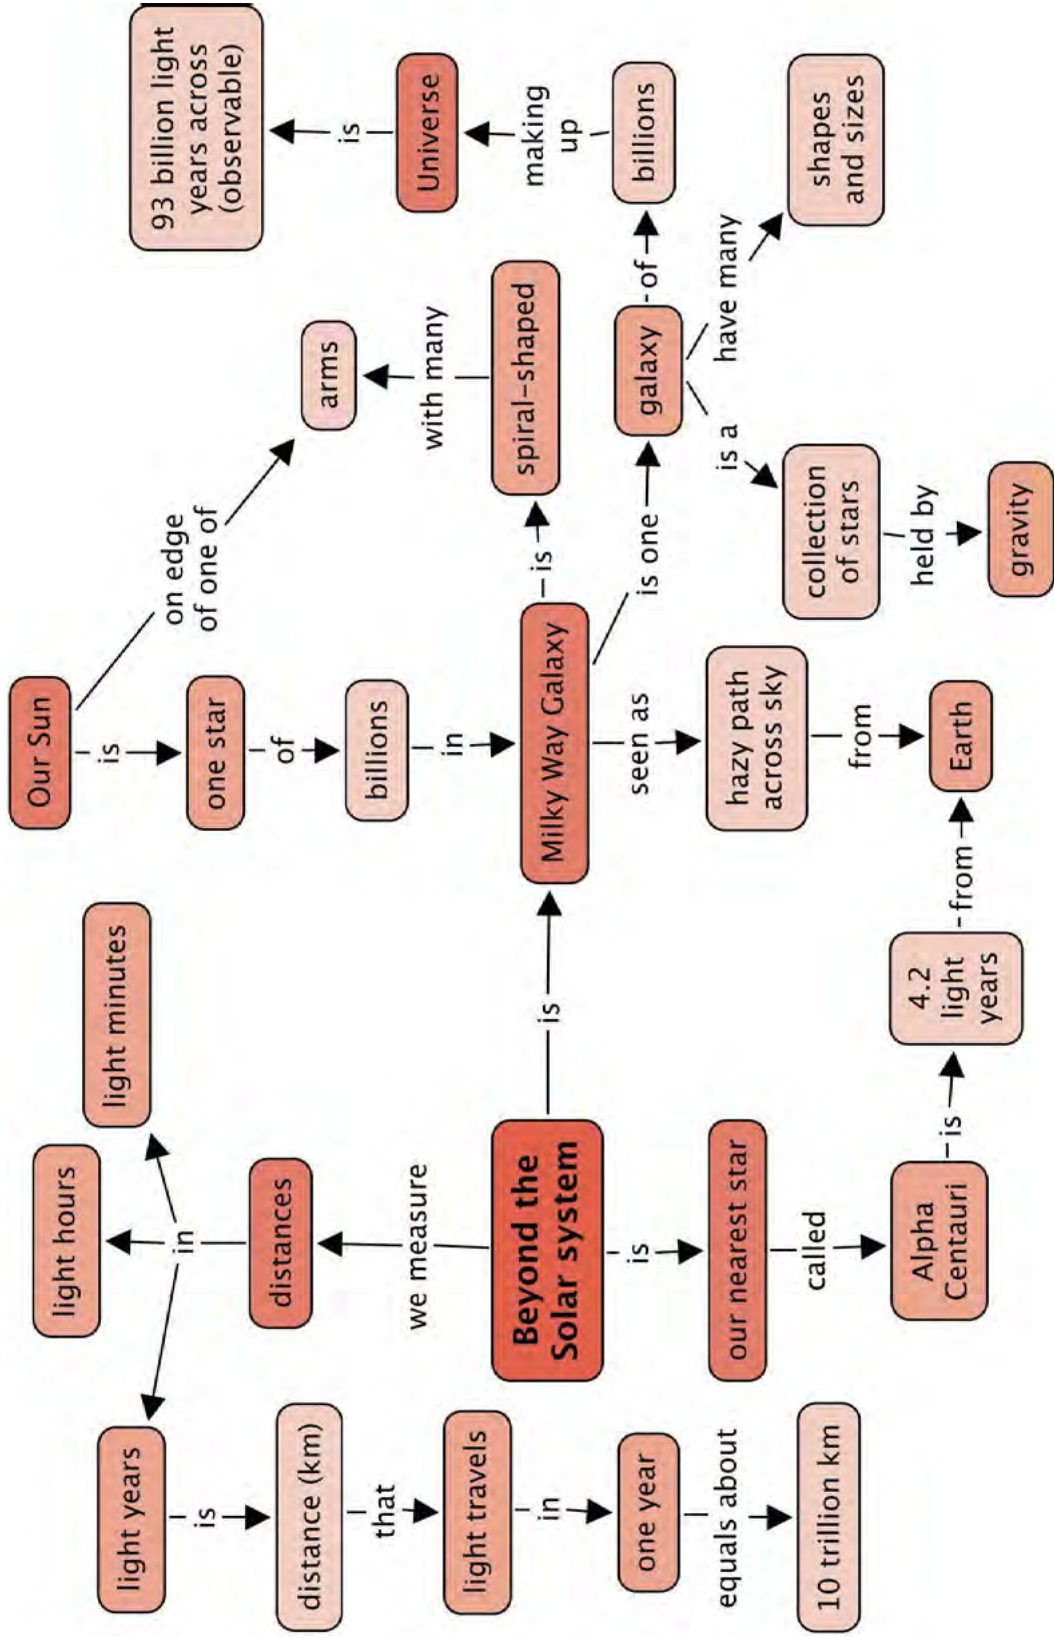 light years
is
distance (km)
that
light travels
in
one year
equals about
10 trillion km
light hours
light minutes
in
distances
we measure
Beyond the
Solar system
is
our nearest star
called
Alpha
Centauri
is
4.2
light
years
from
Earth
is
Our Sun
is
one star
of
billions
in
Milky Way Galaxy
seen as
hazy path
across sky
from
on edge
of one of
arms
with many
spiral-shaped
is
is one
galaxy
is a
collection
of stars
held by
gravity
have many
shapes
and sizes
of
billions
making
up
Universe
is
93 billion light
years across
(observable)